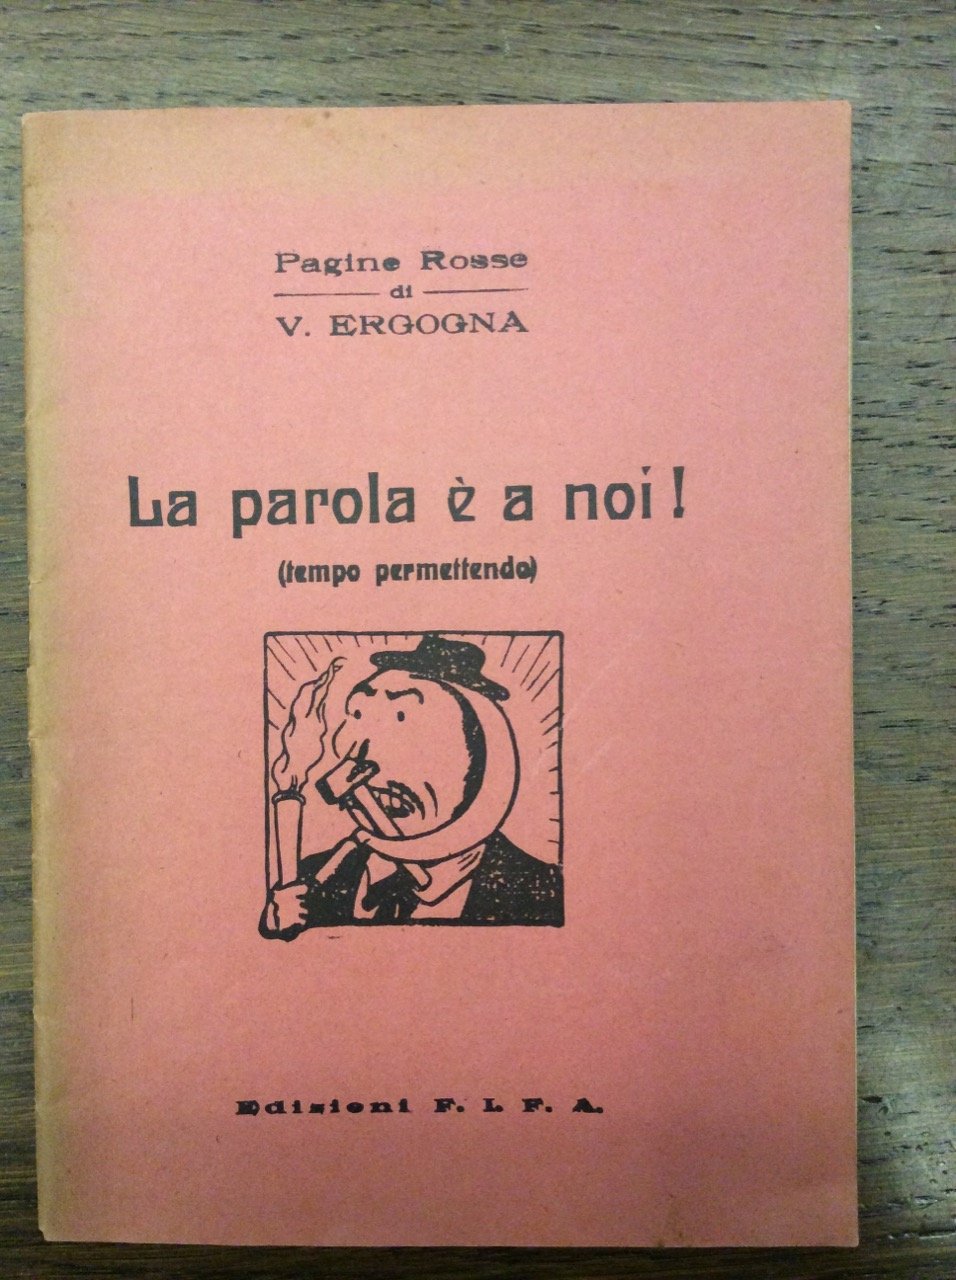 Pagine Rosse
di
V. ERGOGNA
La parola è a noi!
(tempo permettendo)
Edizioni F. I. F. A.